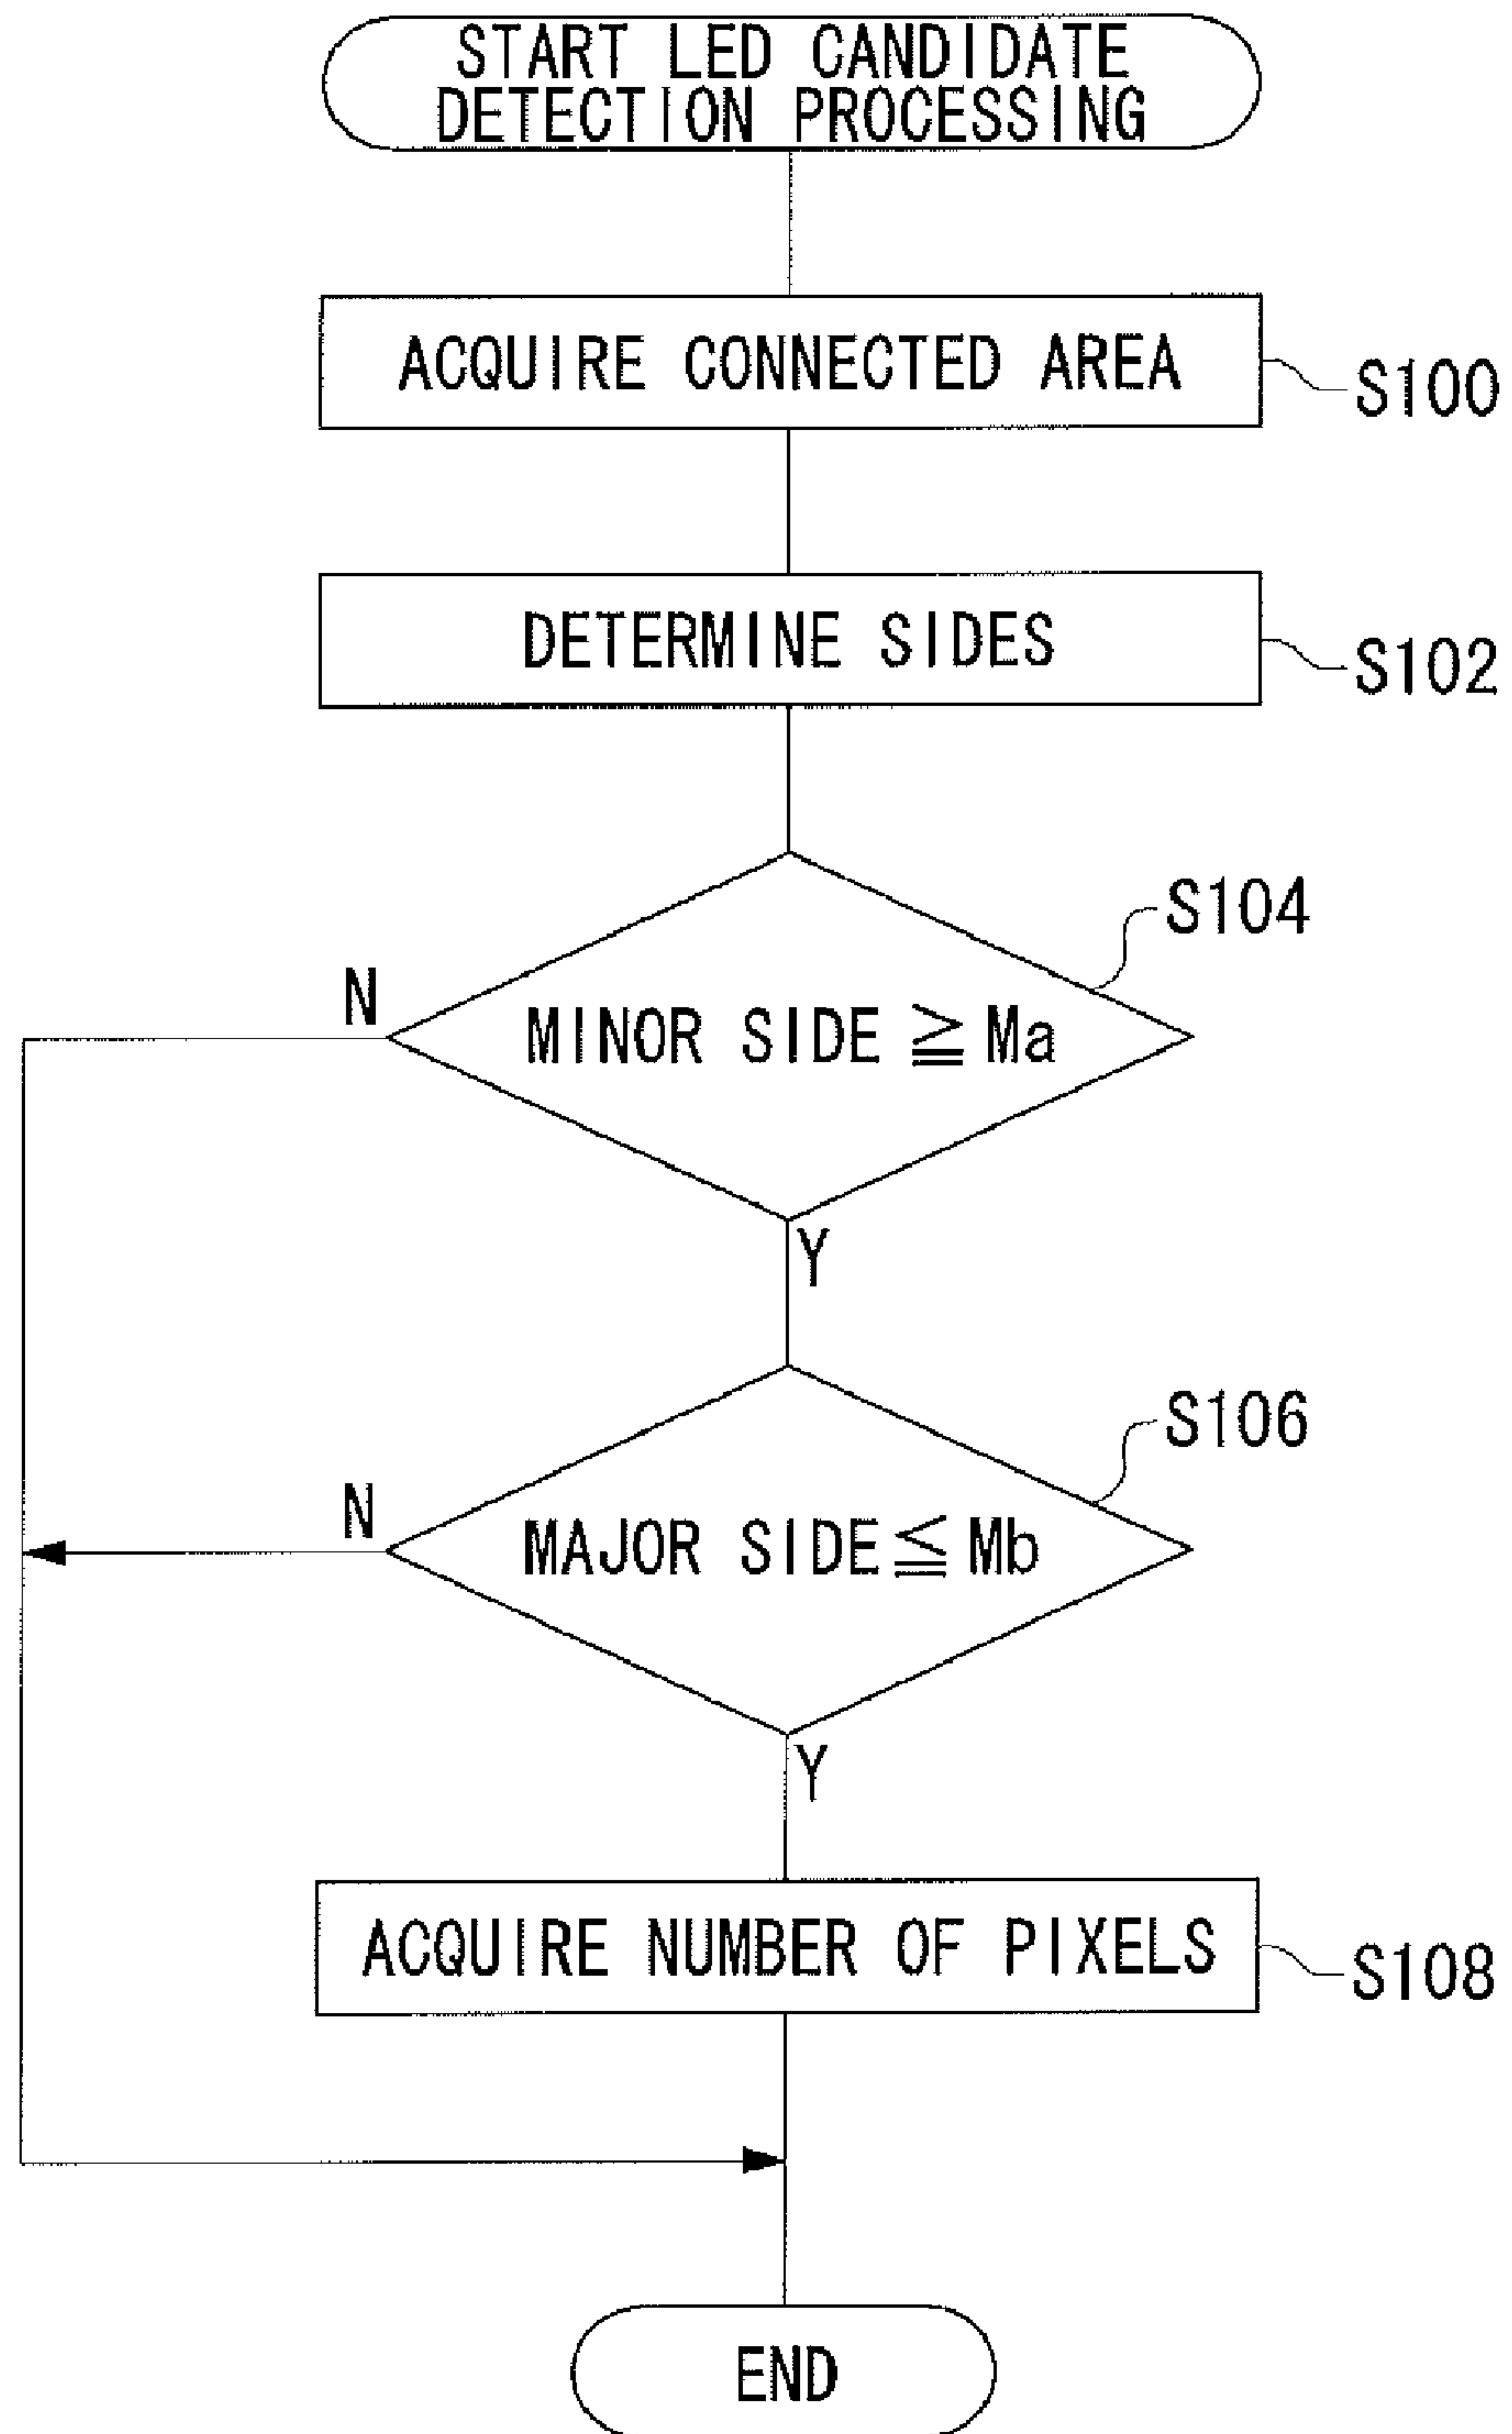 START LED CANDIDATE
DETECTION PROCESSING
ACQUIRE CONNECTED AREA
S100
DETERMINE SIDES
S102
S104
N
MINOR SIDE ≧ Ma
Y
S106
N
MAJOR SIDE ≦ Mb
Y
ACQUIRE NUMBER OF PIXELS
S108
END